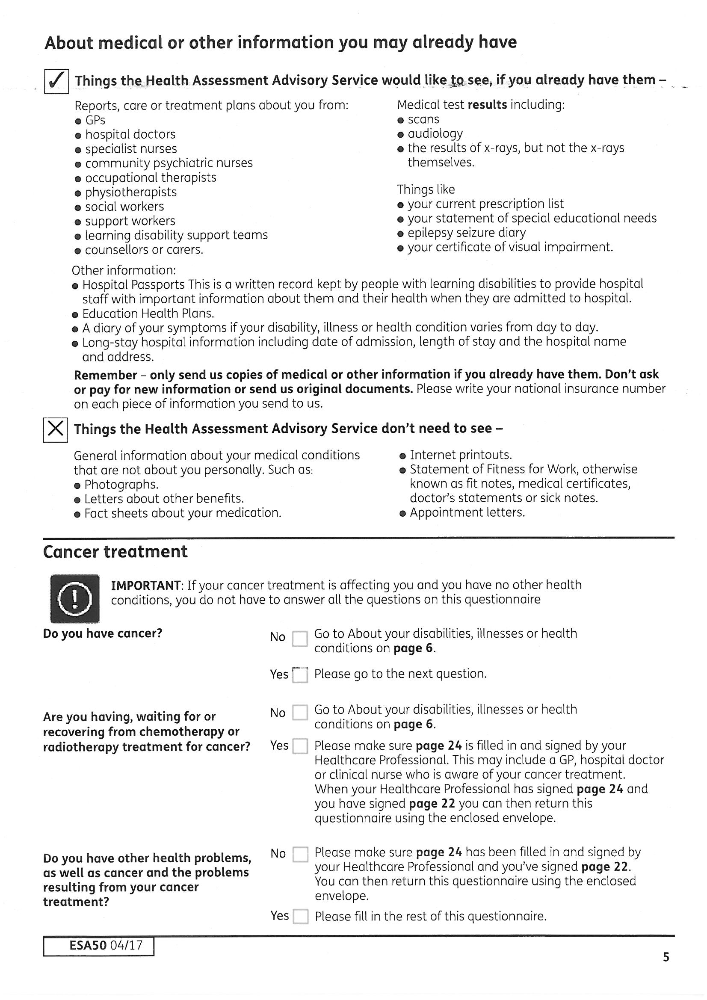 About medical or other information you may already have
Things the Health Assessment Advisory Service would like to see, if you already have them –
Reports, care or treatment plans about you from:
● GPs
● hospital doctors
● specialist nurses
● community psychiatric nurses
● occupational therapists
● physiotherapists
● social workers
● support workers
● learning disability support teams
● counsellors or carers.
Medical test results including:
● scans
● audiology
● the results of x-rays, but not the x-rays
themselves.
Things like
● your current prescription list
● your statement of special educational needs
● epilepsy seizure diary
● your certificate of visual impairment.
Other information:
● Hospital Passports This is a written record kept by people with learning disabilities to provide hospital
staff with important information about them and their health when they are admitted to hospital.
● Education Health Plans.
● A diary of your symptoms if your disability, illness or health condition varies from day to day.
● Long-stay hospital information including date of admission, length of stay and the hospital name
and address.
Remember – only send us copies of medical or other information if you already have them. Don't ask
or pay for new information or send us original documents. Please write your national insurance number
on each piece of information you send to us.
Things the Health Assessment Advisory Service don't need to see –
General information about your medical conditions
that are not about you personally. Such as:
● Photographs.
● Letters about other benefits.
● Fact sheets about your medication.
● Internet printouts.
● Statement of Fitness for Work, otherwise
known as fit notes, medical certificates,
doctor's statements or sick notes.
● Appointment letters.
Cancer treatment
IMPORTANT: If your cancer treatment is affecting you and you have no other health
conditions, you do not have to answer all the questions on this questionnaire
Do you have cancer?
No Go to About your disabilities, illnesses or health
conditions on page 6.
Yes Please go to the next question.
Are you having, waiting for or
recovering from chemotherapy or
radiotherapy treatment for cancer?
No Go to About your disabilities, illnesses or health
conditions on page 6.
Yes Please make sure page 24 is filled in and signed by your
Healthcare Professional. This may include a GP, hospital doctor
or clinical nurse who is aware of your cancer treatment.
When your Healthcare Professional has signed page 24 and
you have signed page 22 you can then return this
questionnaire using the enclosed envelope.
Do you have other health problems,
as well as cancer and the problems
resulting from your cancer
treatment?
No Please make sure page 24 has been filled in and signed by
your Healthcare Professional and you've signed page 22.
You can then return this questionnaire using the enclosed
envelope.
Yes Please fill in the rest of this questionnaire.
ESA50 04/17
5